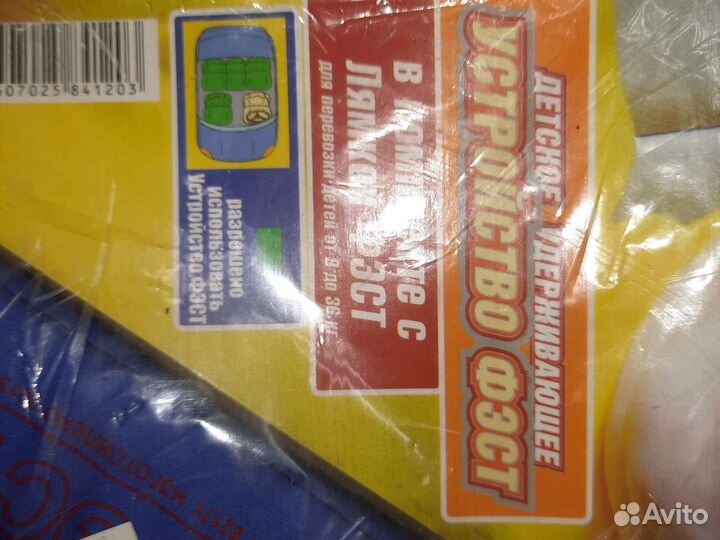 ДЕТСКОЕ УДЕРЖИВАЮЩЕЕ
УСТРОЙСТВО ФЭСТ
В КОМПЛЕКТЕ С
ЛЯМКОЙ ФЭСТ
для перевозки детей от 9 до 36 кг
разрешено
использовать
устройство ФЭСТ
607025 841203
Avito